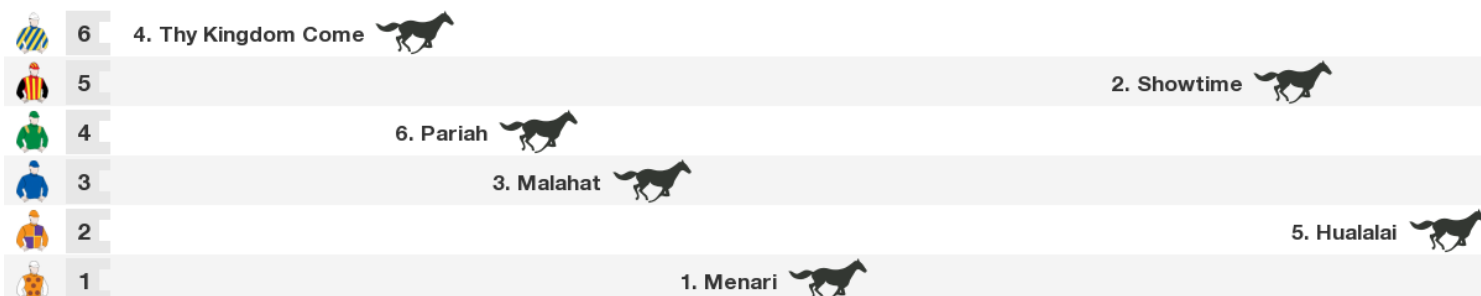 6 4. Thy Kingdom Come
5 2. Showtime
4 6. Pariah
3 3. Malahat
2 5. Hualalai
1 1. Menari